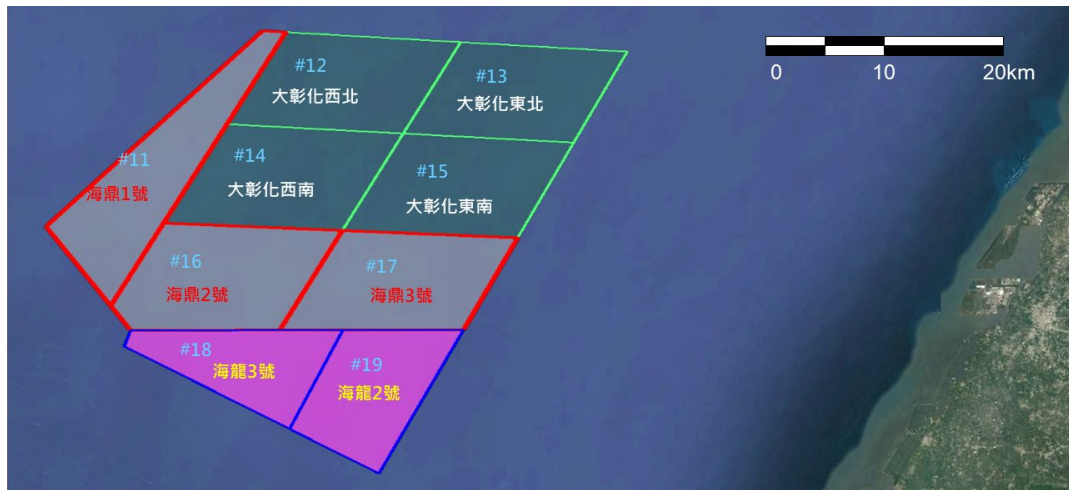 #12
大彰化西北
#13
大彰化東北
0 10 20km
#11
海鼎1號
#14
大彰化西南
#15
大彰化東南
#16
海鼎2號
#17
海鼎3號
#18
海龍3號
#19
海龍2號